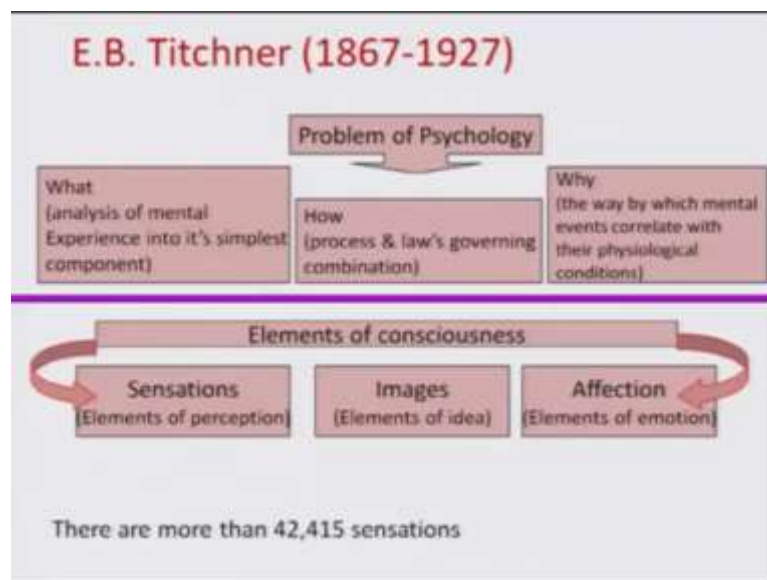 E.B. Titchner (1867-1927)
Problem of Psychology
What
(analysis of mental
Experience into it's simplest
component)
How
(process & law's governing
combination)
Why
(the way by which mental
events correlate with
their physiological
conditions)
Elements of consciousness
Sensations
(Elements of perception)
Images
(Elements of idea)
Affection
(Elements of emotion)
There are more than 42,415 sensations